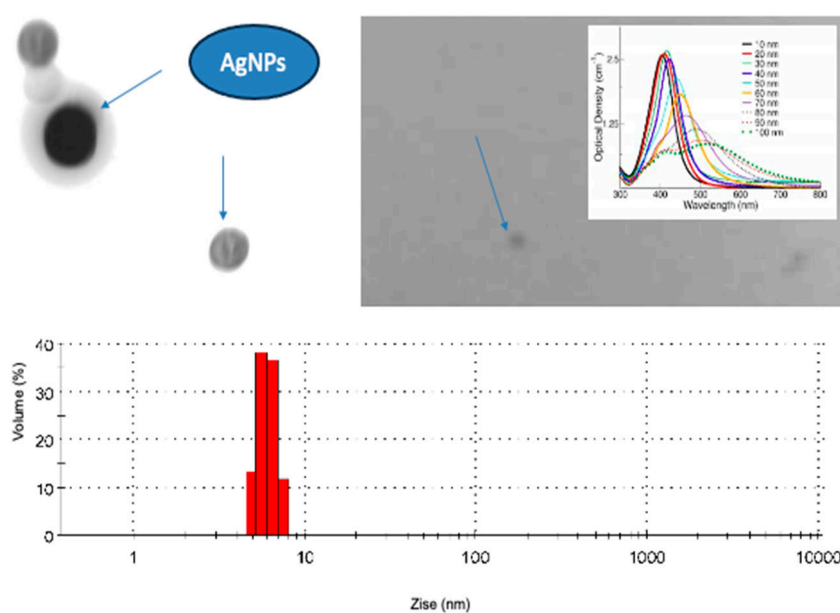 AgNPs
10 nm
20 nm
30 nm
40 nm
50 nm
60 nm
70 nm
80 nm
90 nm
100 nm
Optical Density (cm⁻¹)
2.5
1.25
300 400 500 600 700 800
Wavelength (nm)
Volume (%)
40
30
20
10
0
1 10 100 1000 10000
Zise (nm)